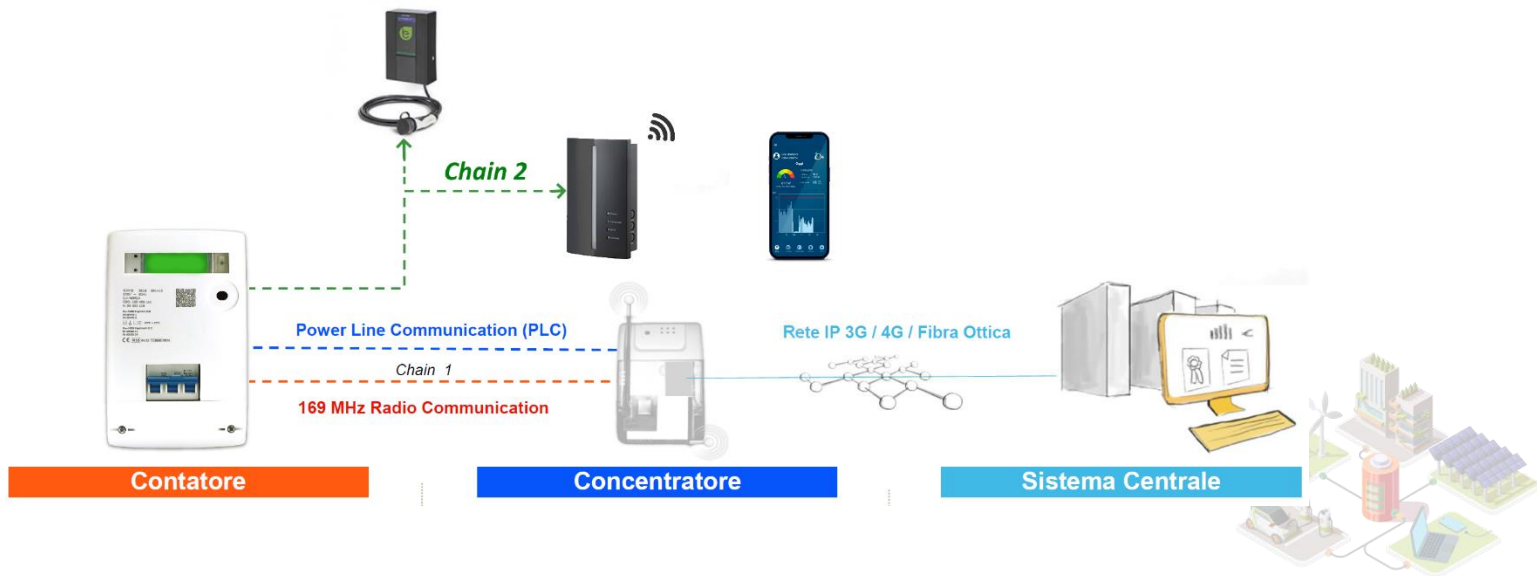 Chain 2
Power Line Communication (PLC)
Chain 1
169 MHz Radio Communication
Rete IP 3G / 4G / Fibra Ottica
Contatore
Concentratore
Sistema Centrale